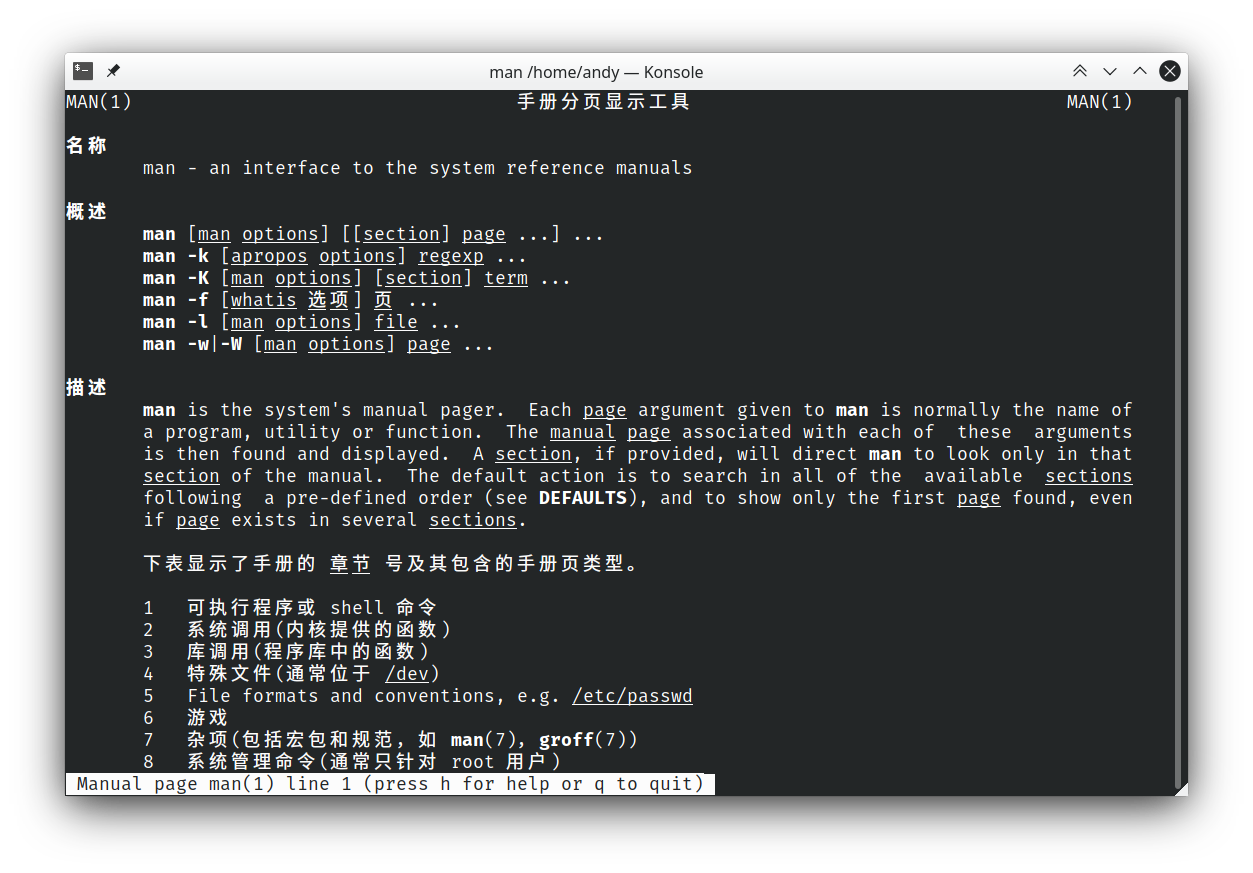 man /home/andy — Konsole
MAN(1) 手册分页显示工具 MAN(1)
名称
man - an interface to the system reference manuals
概述
man [man options] [[section] page ...] ...
man -k [apropos options] regexp ...
man -K [man options] [section] term ...
man -f [whatis 选项] 页 ...
man -l [man options] file ...
man -w|-W [man options] page ...
描述
man is the system's manual pager.  Each page argument given to man is normally the name of
a program, utility or function.  The manual page associated with each of  these  arguments
is then found and displayed.  A section, if provided, will direct man to look only in that
section of the manual.  The default action is to search in all of the  available  sections
following  a pre-defined order (see DEFAULTS), and to show only the first page found, even
if page exists in several sections.
下表显示了手册的 章节 号及其包含的手册页类型。
1   可执行程序或 shell 命令
2   系统调用(内核提供的函数)
3   库调用(程序库中的函数)
4   特殊文件(通常位于 /dev)
5   File formats and conventions, e.g. /etc/passwd
6   游戏
7   杂项(包括宏包和规范，如 man(7), groff(7))
8   系统管理命令(通常只针对 root 用户)
Manual page man(1) line 1 (press h for help or q to quit)